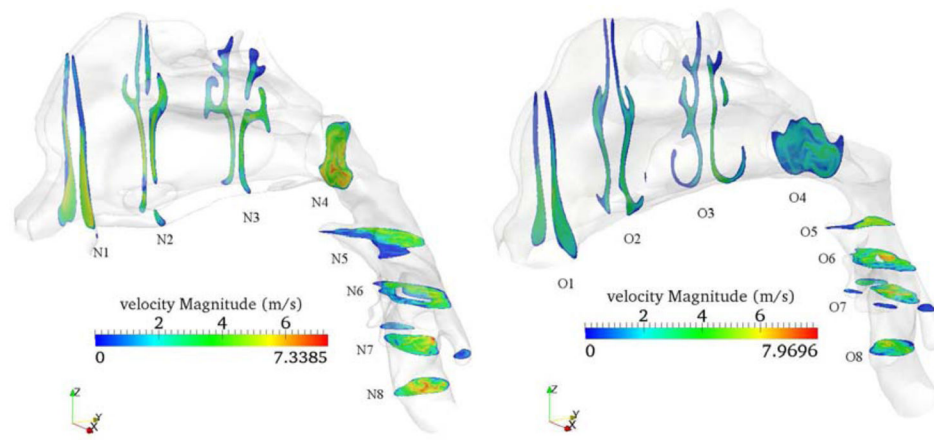 N1
N2
N3
N4
N5
N6
N7
N8
velocity Magnitude (m/s)
2 4 6
0 7.3385
Z
Y
X
O1
O2
O3
O4
O5
O6
O7
O8
velocity Magnitude (m/s)
2 4 6
0 7.9696
Z
Y
X